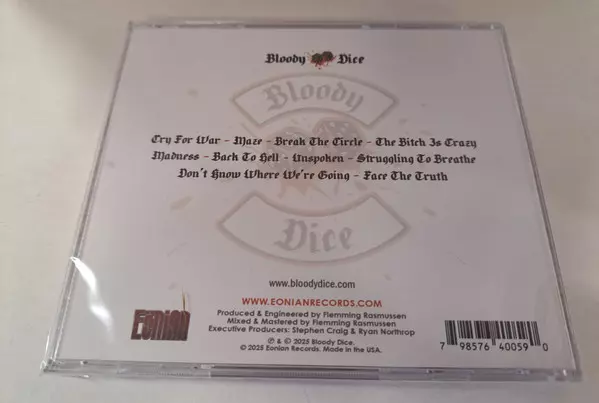 Bloody Dice
Bloody
Cry For War - Maze - Break The Circle - The Bitch Is Crazy
Madness - Back To Hell - Unspoken - Struggling To Breathe
Don't Know Where We're Going - Face The Truth
Dice
www.bloodydice.com
WWW.EONIANRECORDS.COM
EONIAN
Produced & Engineered by Flemming Rasmussen
Mixed & Mastered by Flemming Rasmussen
Executive Producers: Stephen Craig & Ryan Northrop
℗ & © 2025 Bloody Dice.
© 2025 Eonian Records. Made in the USA.
7 98576 40059 0